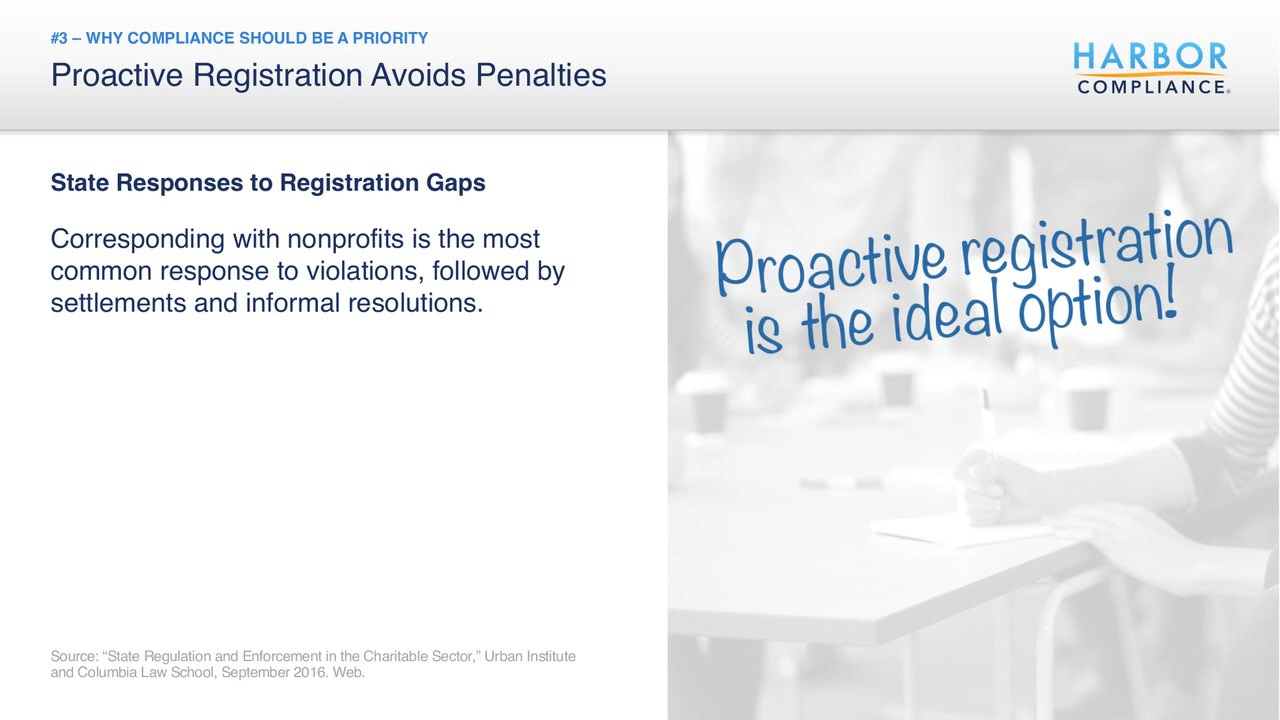 #3 – WHY COMPLIANCE SHOULD BE A PRIORITY
Proactive Registration Avoids Penalties
HARBOR
COMPLIANCE®
State Responses to Registration Gaps
Corresponding with nonprofits is the most
common response to violations, followed by
settlements and informal resolutions.
Proactive registration
is the ideal option!
Source: “State Regulation and Enforcement in the Charitable Sector,” Urban Institute
and Columbia Law School, September 2016. Web.